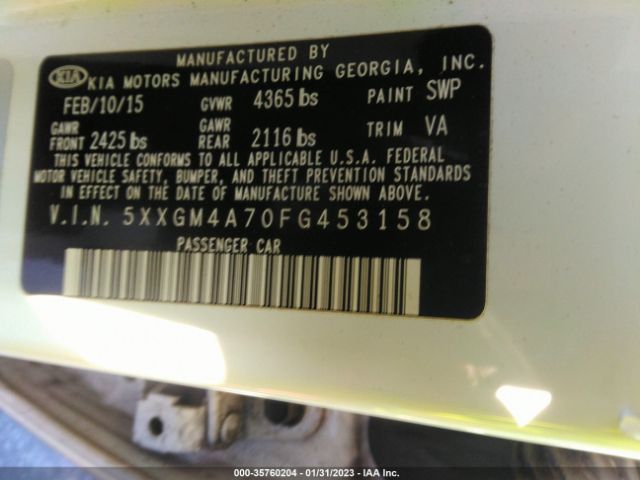 MANUFACTURED BY
KIA KIA MOTORS MANUFACTURING GEORGIA, INC.
FEB/10/15 GVWR 4365 lbs PAINT SWP
GAWR FRONT 2425 lbs GAWR REAR 2116 lbs TRIM VA
THIS VEHICLE CONFORMS TO ALL APPLICABLE U.S.A. FEDERAL
MOTOR VEHICLE SAFETY, BUMPER, AND THEFT PREVENTION STANDARDS
IN EFFECT ON THE DATE OF MANUFACTURE SHOWN ABOVE.
V.I.N. 5XXGM4A70FG453158
PASSENGER CAR
000-35760204 - 01/31/2023 - IAA Inc.